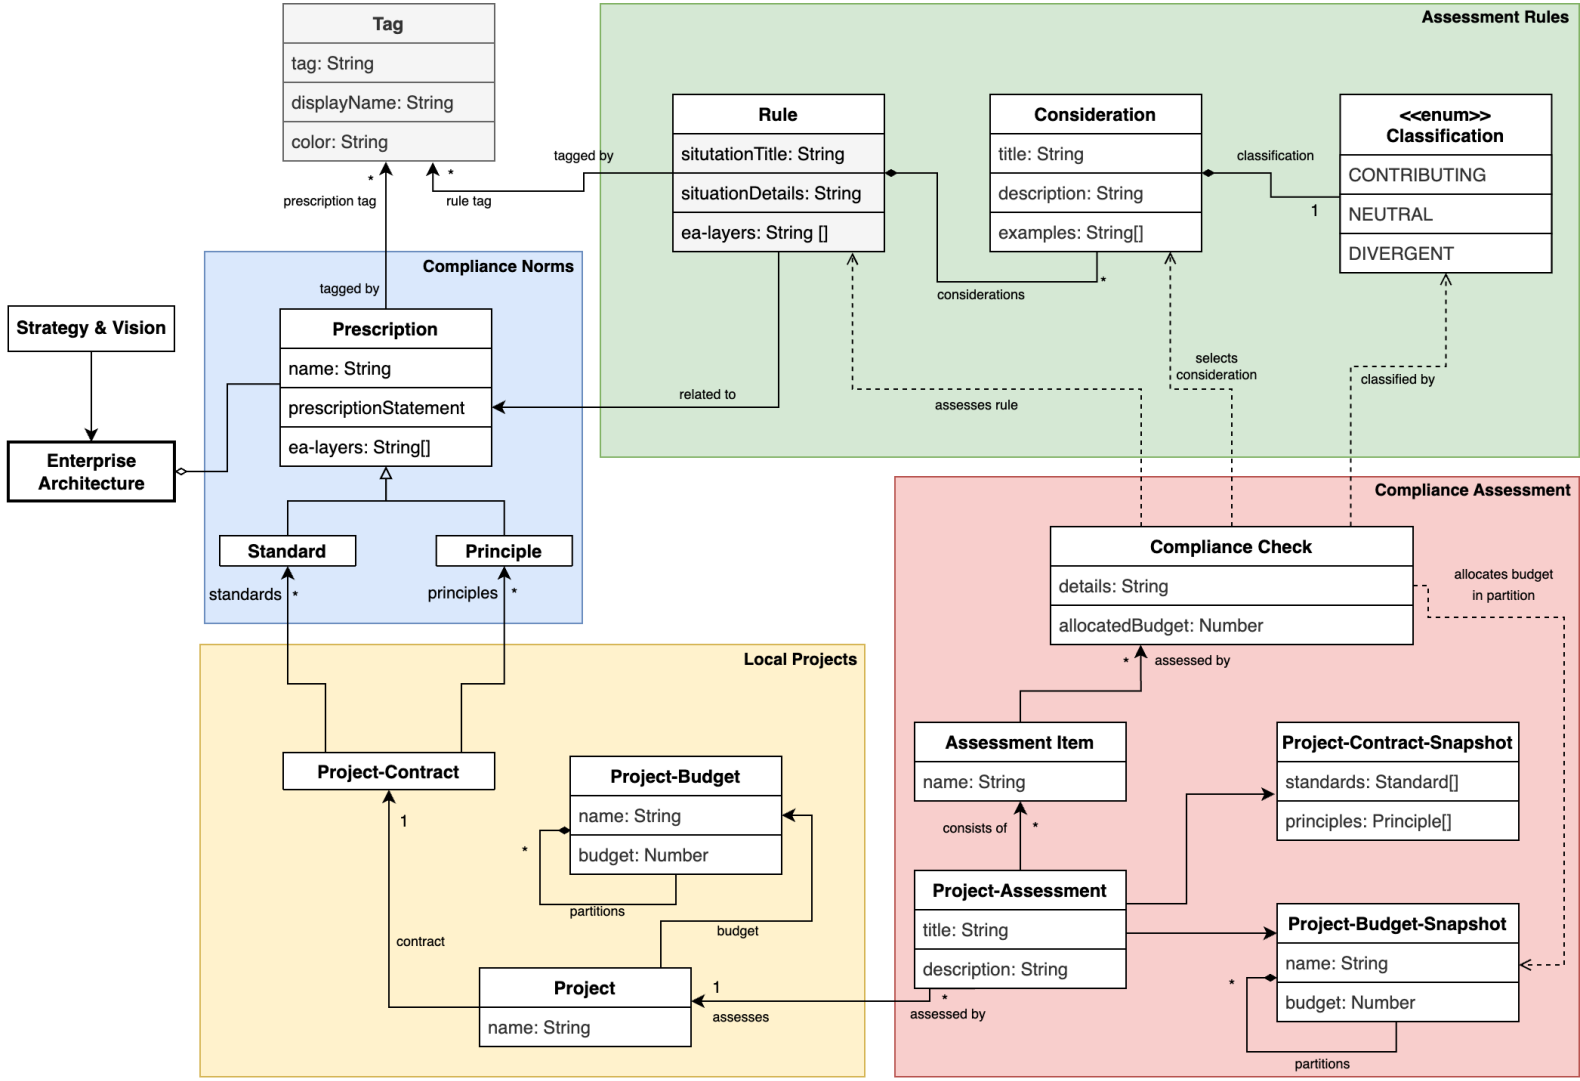 Tag
tag: String
displayName: String
color: String
*
*
prescription tag
rule tag
tagged by
Assessment Rules
Rule
situtationTitle: String
situationDetails: String
ea-layers: String []
Consideration
title: String
description: String
examples: String[]
classification
1
<<enum>>
Classification
CONTRIBUTING
NEUTRAL
DIVERGENT
considerations
*
selects
consideration
classified by
assesses rule
related to
Compliance Norms
tagged by
Strategy & Vision
Enterprise
Architecture
Prescription
name: String
prescriptionStatement
ea-layers: String[]
Standard
Principle
standards
*
principles
*
Local Projects
Project-Contract
1
Project-Budget
name: String
budget: Number
*
partitions
budget
contract
Project
name: String
1
assesses
Compliance Assessment
Compliance Check
details: String
allocatedBudget: Number
allocates budget
in partition
*
assessed by
Assessment Item
name: String
consists of
*
Project-Contract-Snapshot
standards: Standard[]
principles: Principle[]
Project-Assessment
title: String
description: String
*
assessed by
Project-Budget-Snapshot
name: String
budget: Number
*
partitions